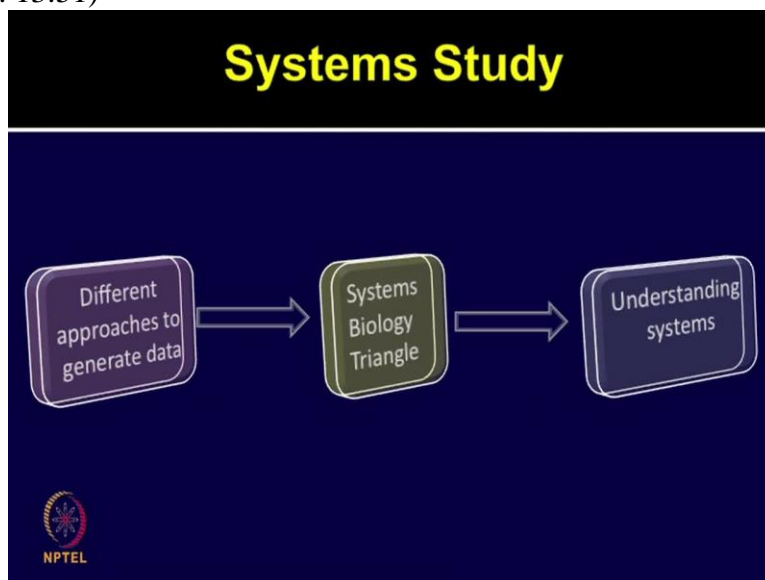 Systems Study
Different
approaches to
generate data
Systems
Biology
Triangle
Understanding
systems
NPTEL